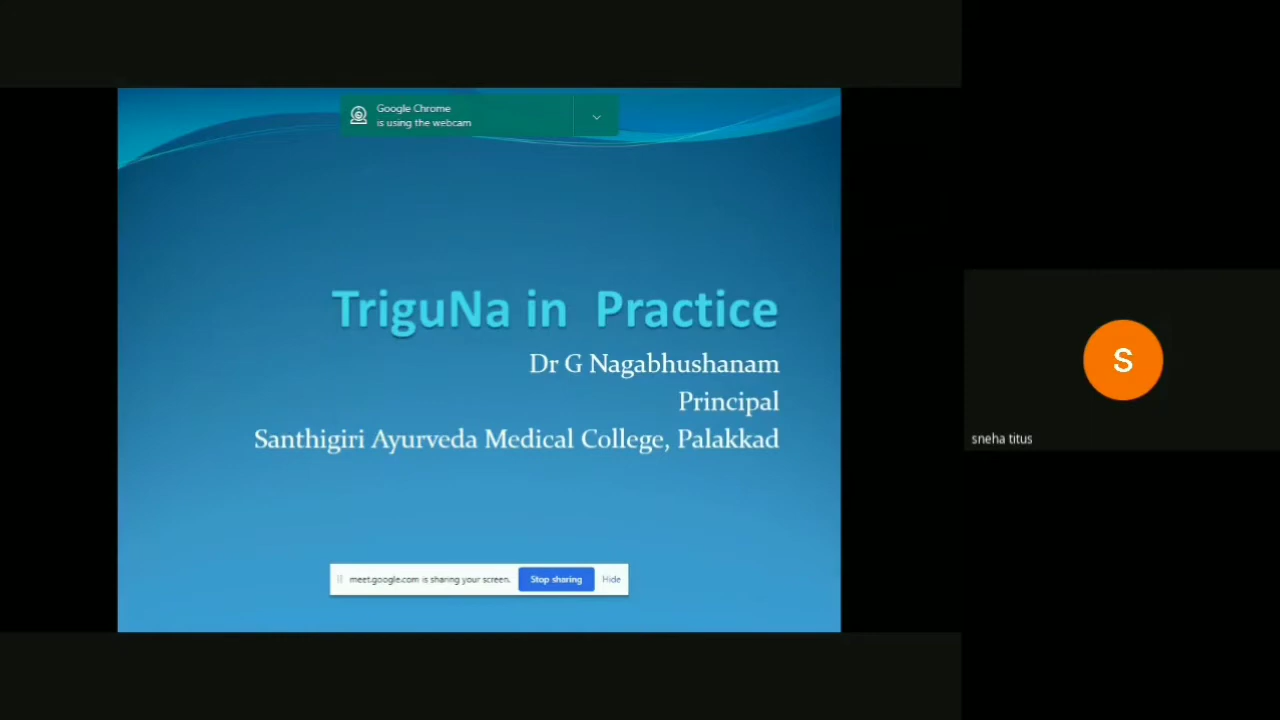 Google Chrome
is using the webcam
TriguNa in Practice
Dr G Nagabhushanam
Principal
Santhigiri Ayurveda Medical College, Palakkad
meet.google.com is sharing your screen. Stop sharing Hide
S
sneha titus